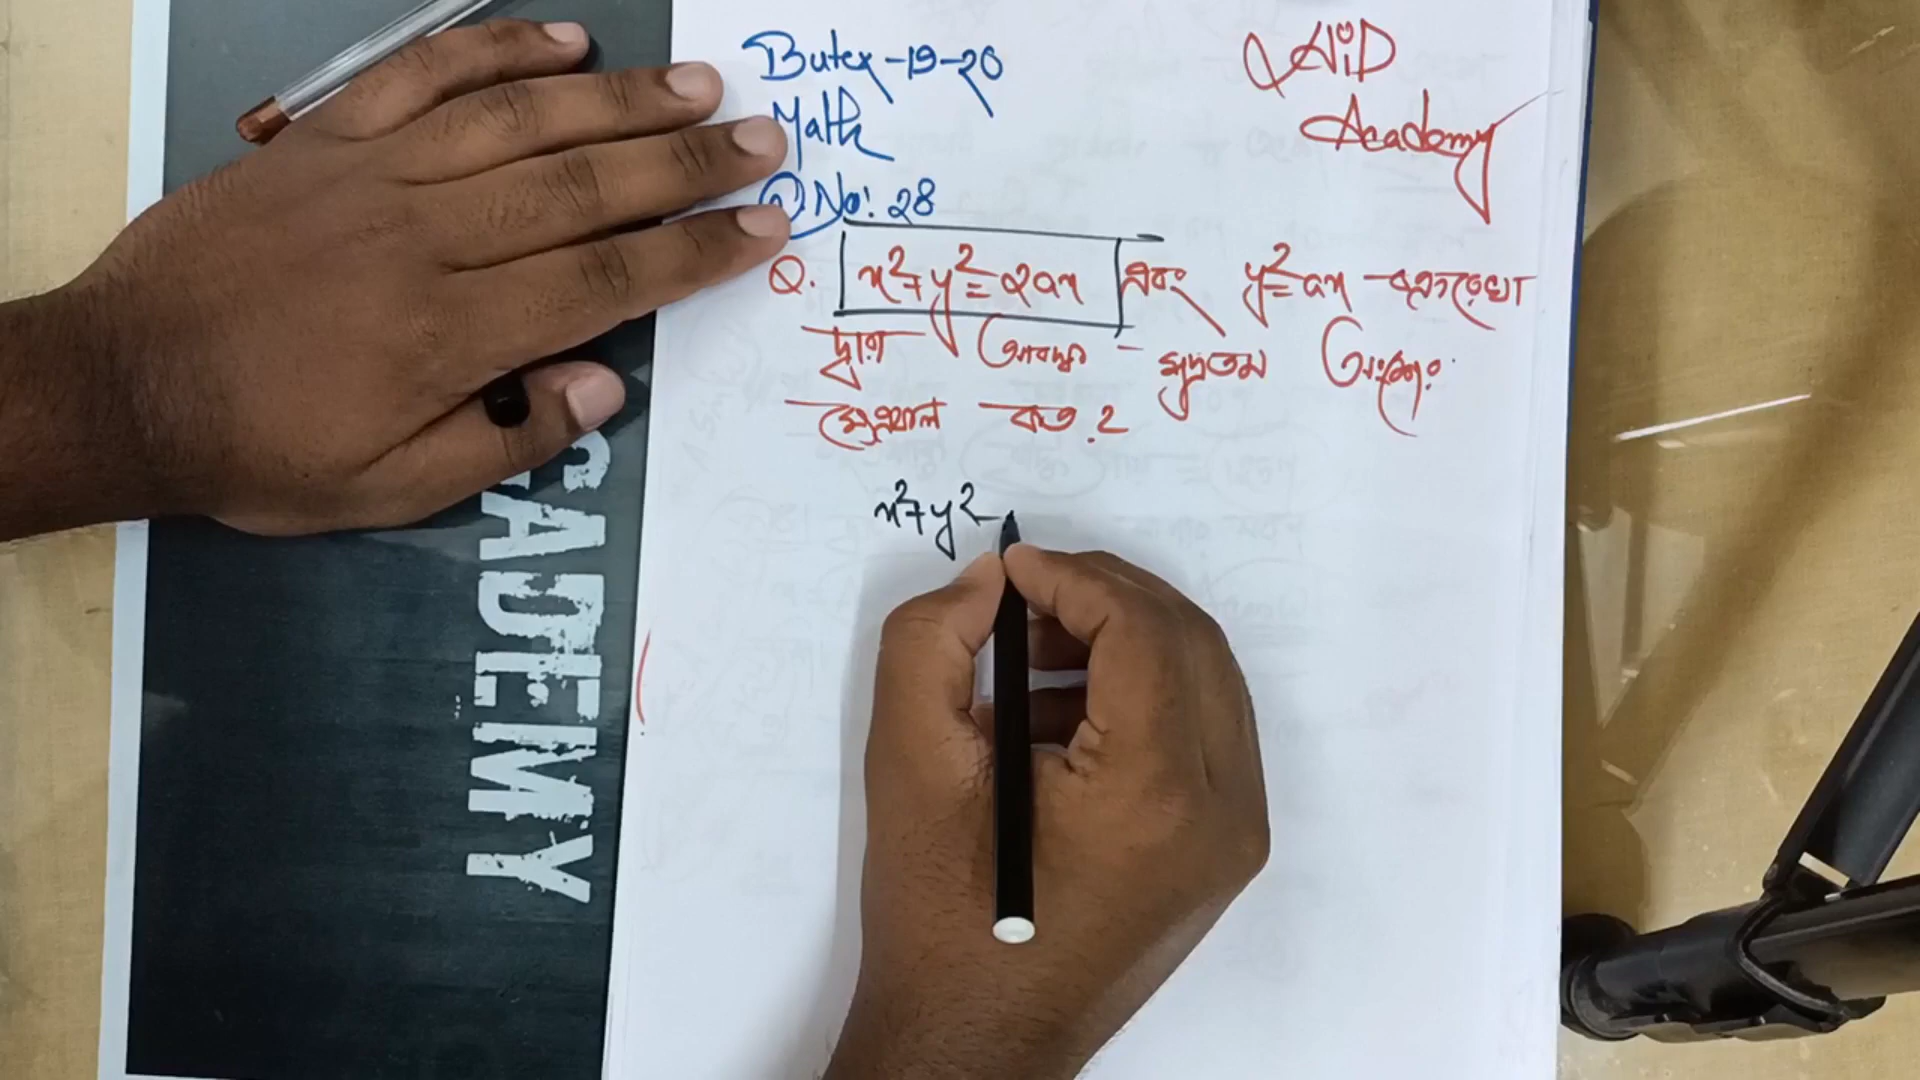 Butex-19-20
Math
Q No: 28
AiD
Academy
Q. x²+y²=2ax এবং y²=ax বক্ররেখা
দ্বারা আবদ্ধ ক্ষুদ্রতম অংশের
ক্ষেত্রফল কত ?
x²+y²-
ACADEMY